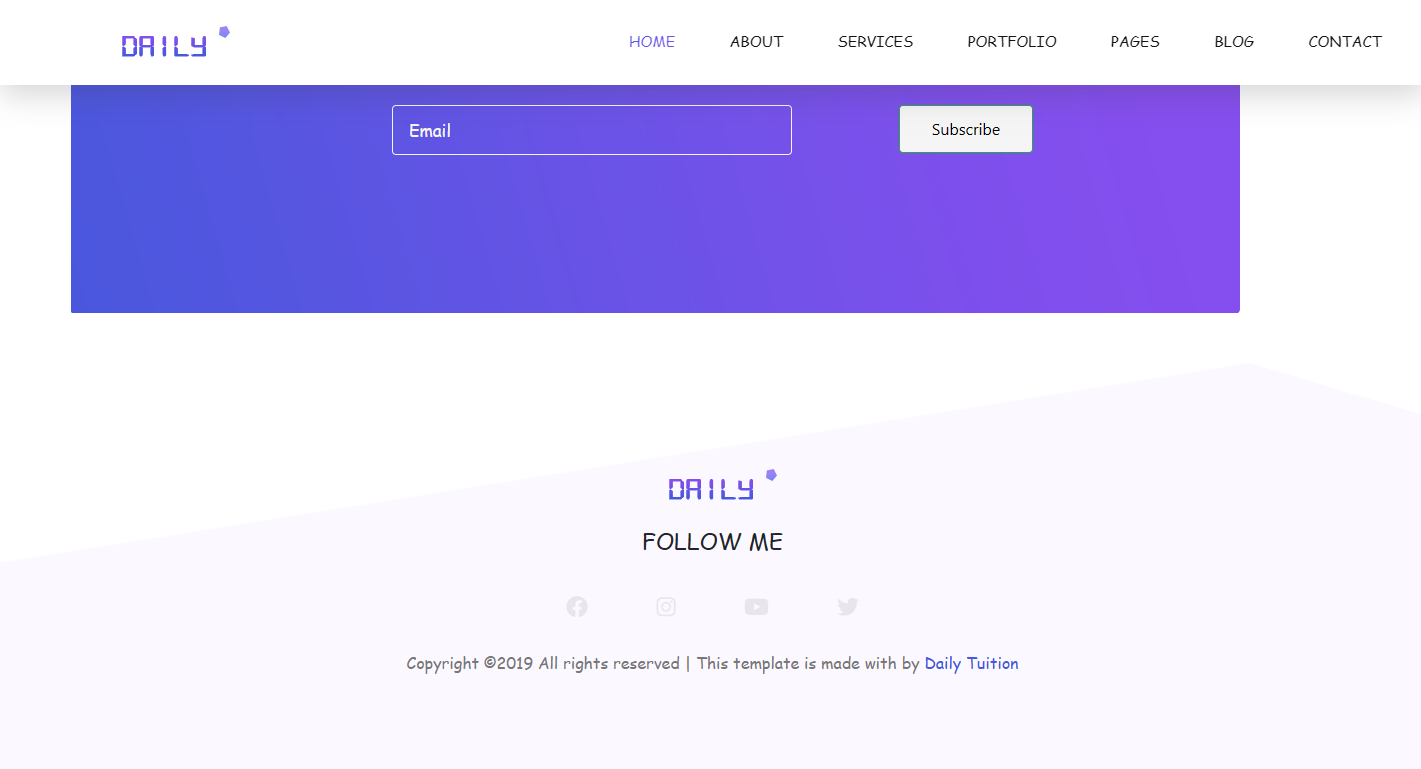 DAILY
HOME ABOUT SERVICES PORTFOLIO PAGES BLOG CONTACT
Email
Subscribe
DAILY
FOLLOW ME
Copyright ©2019 All rights reserved | This template is made with by Daily Tuition